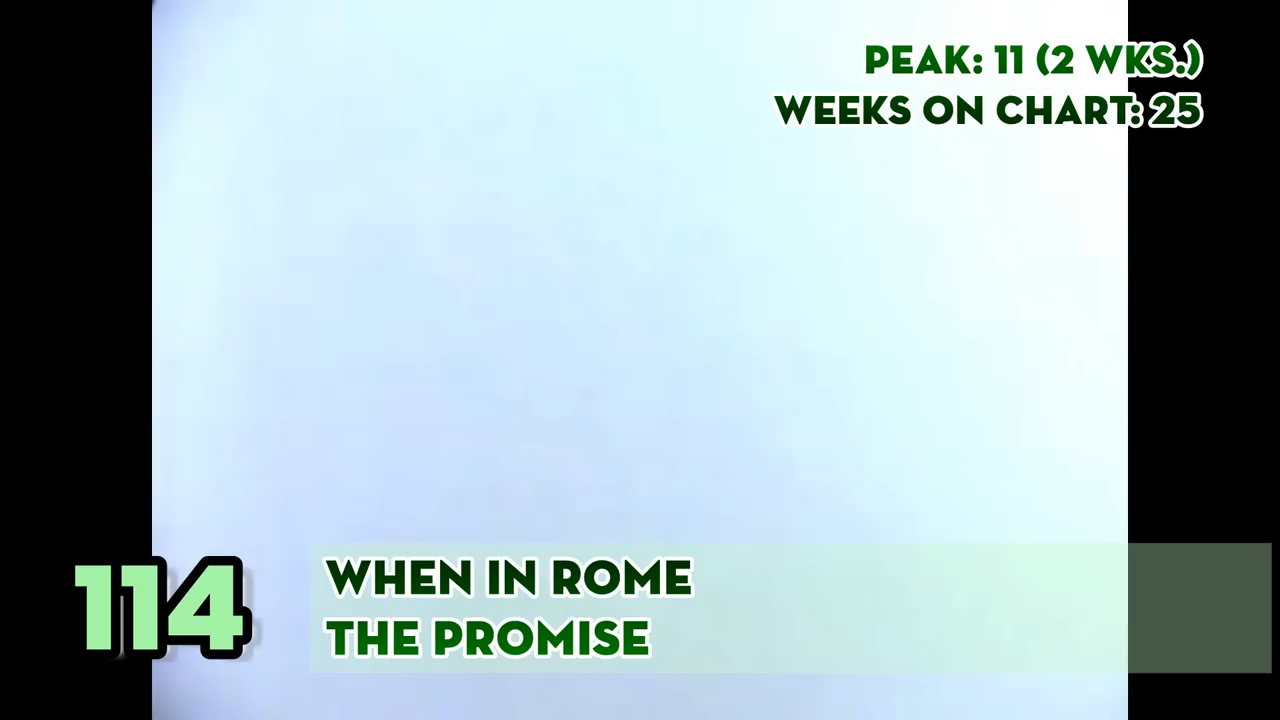 PEAK: 11 (2 WKS.)
WEEKS ON CHART: 25
114
WHEN IN ROME
THE PROMISE